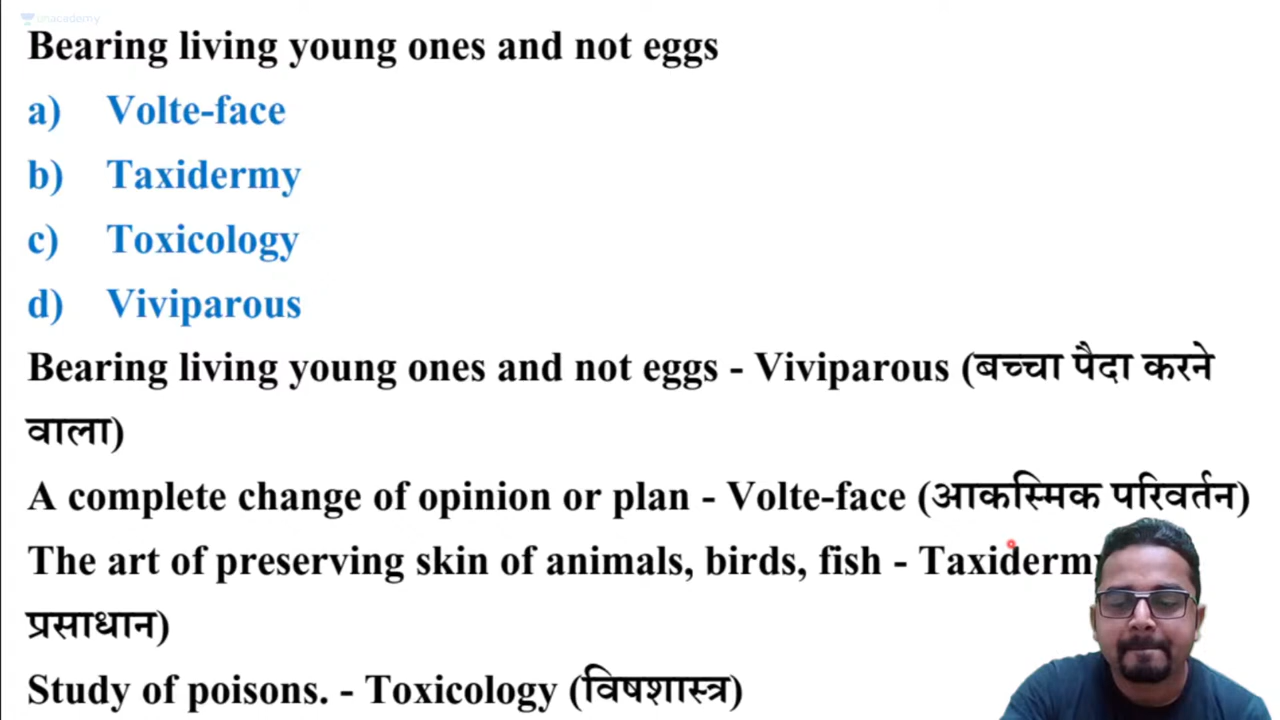 unacademy
Bearing living young ones and not eggs
a) Volte-face
b) Taxidermy
c) Toxicology
d) Viviparous
Bearing living young ones and not eggs - Viviparous (बच्चा पैदा करने
वाला)
A complete change of opinion or plan - Volte-face (आकस्मिक परिवर्तन)
The art of preserving skin of animals, birds, fish - Taxidermy
प्रसाधान)
Study of poisons. - Toxicology (विषशास्त्र)